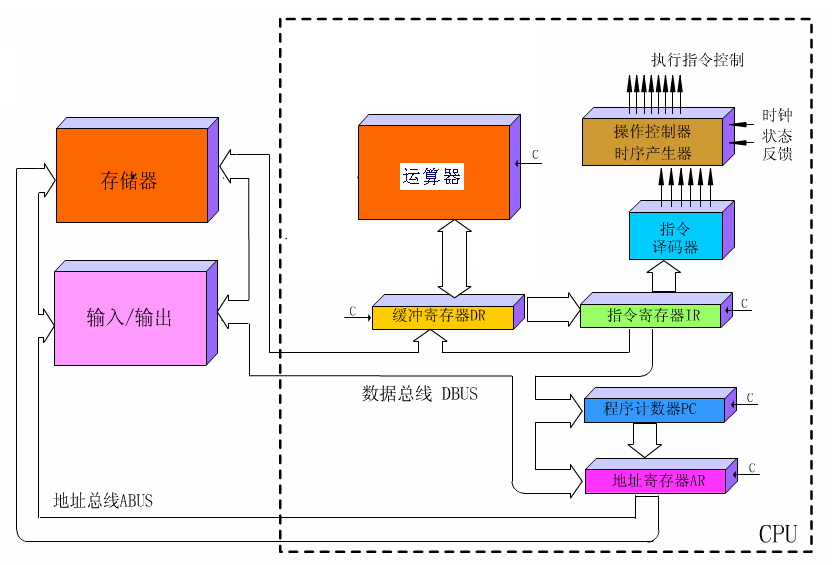 执行指令控制
操作控制器
时序产生器
时钟
状态
反馈
存储器
运算器
C
指令
译码器
输入/输出
C
缓冲寄存器DR
指令寄存器IR
C
数据总线 DBUS
程序计数器PC
C
地址寄存器AR
C
地址总线ABUS
CPU